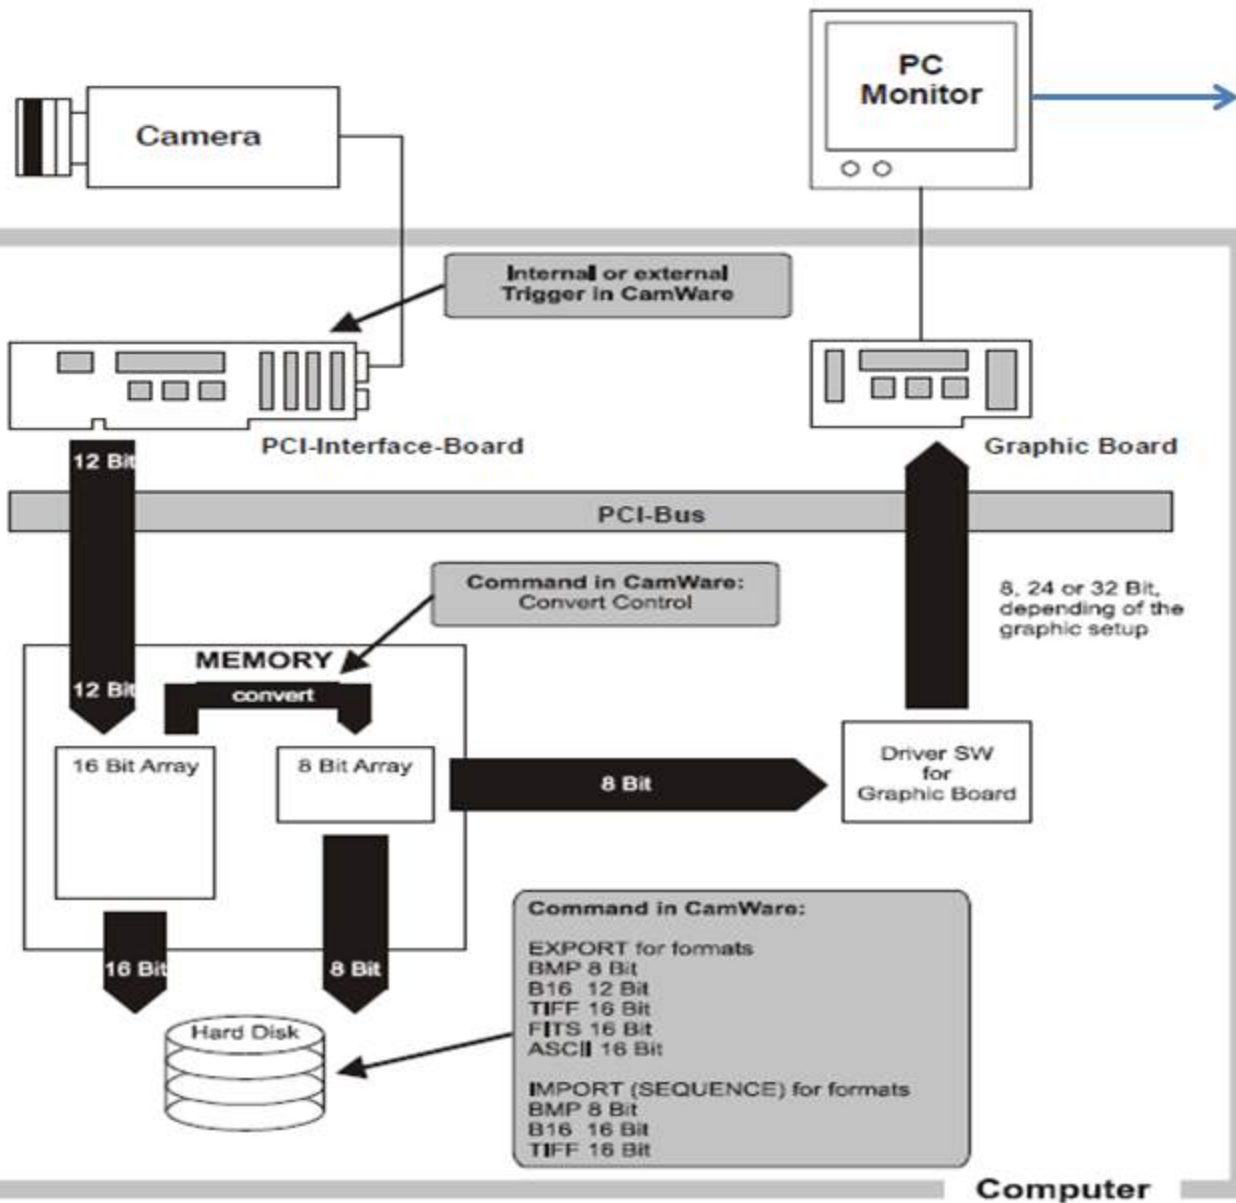 PC
Monitor
Camera
Internal or external
Trigger in CamWare
PCI-Interface-Board
Graphic Board
12 Bit
PCI-Bus
Command in CamWare:
Convert Control
8, 24 or 32 Bit,
depending of the
graphic setup
MEMORY
12 Bit
convert
16 Bit Array
8 Bit Array
8 Bit
Driver SW
for
Graphic Board
16 Bit
8 Bit
Hard Disk
Command in CamWare:
EXPORT for formats
BMP 8 Bit
B16 12 Bit
TIFF 16 Bit
FITS 16 Bit
ASCII 16 Bit
IMPORT (SEQUENCE) for formats
BMP 8 Bit
B16 16 Bit
TIFF 16 Bit
Computer